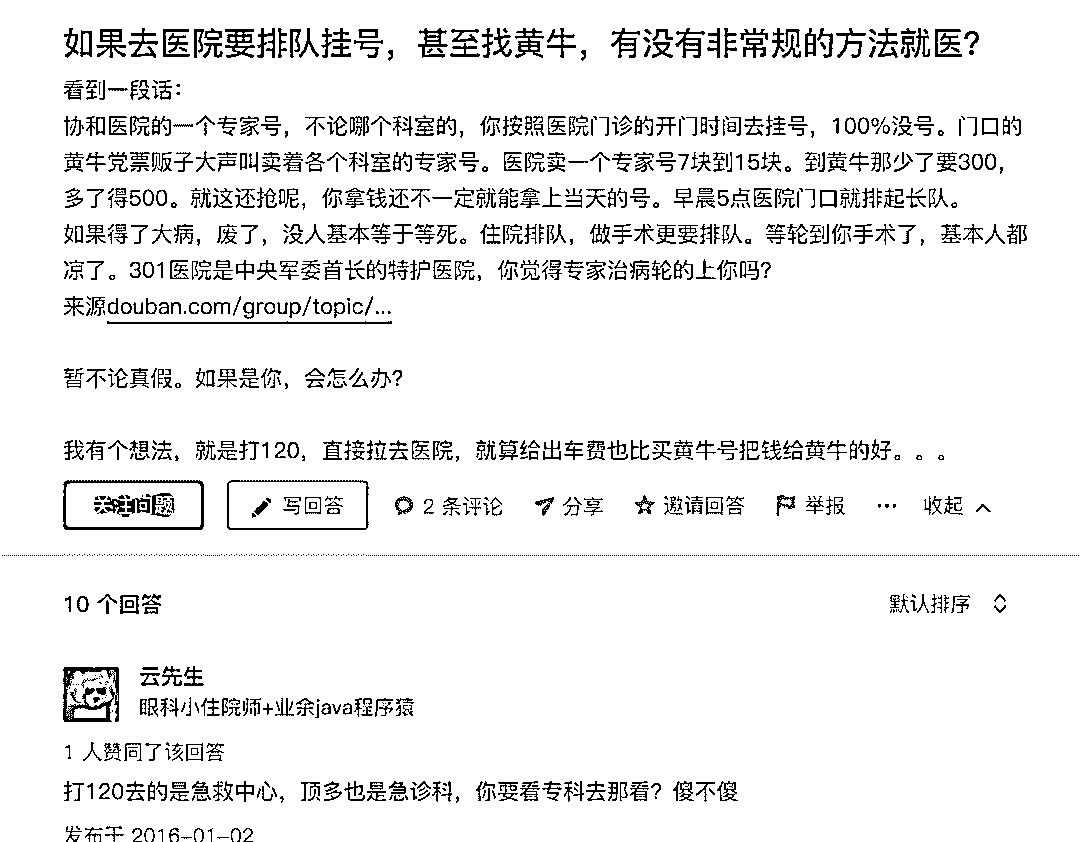 如果去医院要排队挂号，甚至找黄牛，有没有非常规的方法就医？
看到一段话：
协和医院的一个专家号，不论哪个科室的，你按照医院门诊的开门时间去挂号，100%没号。门口的
黄牛党票贩子大声叫卖着各个科室的专家号。医院卖一个专家号7块到15块。到黄牛那少了要300，
多了得500。就这还抢呢，你拿钱还不一定就能拿上当天的号。早晨5点医院门口就排起长队。
如果得了大病，废了，没人基本等于等死。住院排队，做手术更要排队。等轮到你手术了，基本人都
凉了。301医院是中央军委首长的特护医院，你觉得专家治病轮的上你吗？
来源douban.com/group/topic/...
暂不论真假。如果是你，会怎么办？
我有个想法，就是打120，直接拉去医院，就算给出车费也比买黄牛号把钱给黄牛的好。。。
关注问题 写回答 2 条评论 分享 邀请回答 举报 ··· 收起
10 个回答 默认排序
云先生
眼科小住院师+业余java程序猿
1 人赞同了该回答
打120去的是急救中心，顶多也是急诊科，你要看专科去那看？傻不傻
发布于 2016-01-02